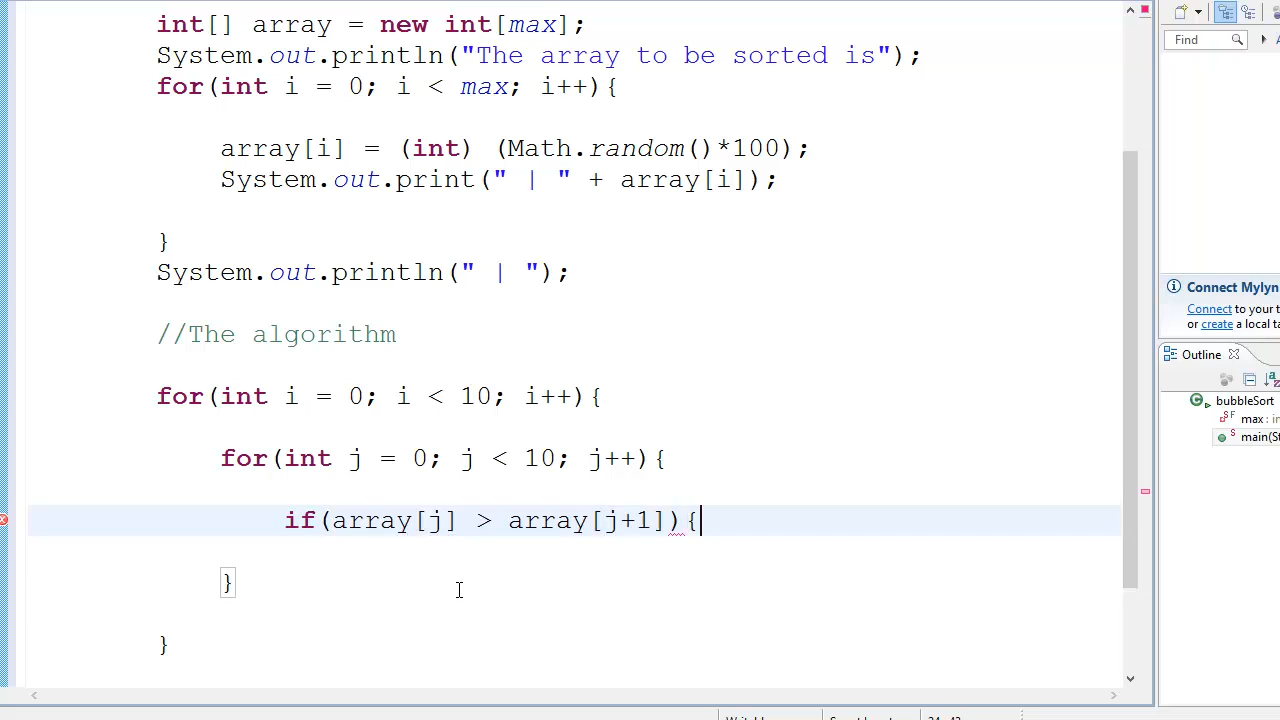 int[] array = new int[max];
System.out.println("The array to be sorted is");
for(int i = 0; i < max; i++){
array[i] = (int) (Math.random()*100);
System.out.print(" | " + array[i]);
}
System.out.println(" | ");
//The algorithm
for(int i = 0; i < 10; i++){
for(int j = 0; j < 10; j++){
if(array[j] > array[j+1]){
}
}
Find
Connect Mylyn
Connect to your t
or create a local ta
Outline
bubbleSort
max : in
main(St